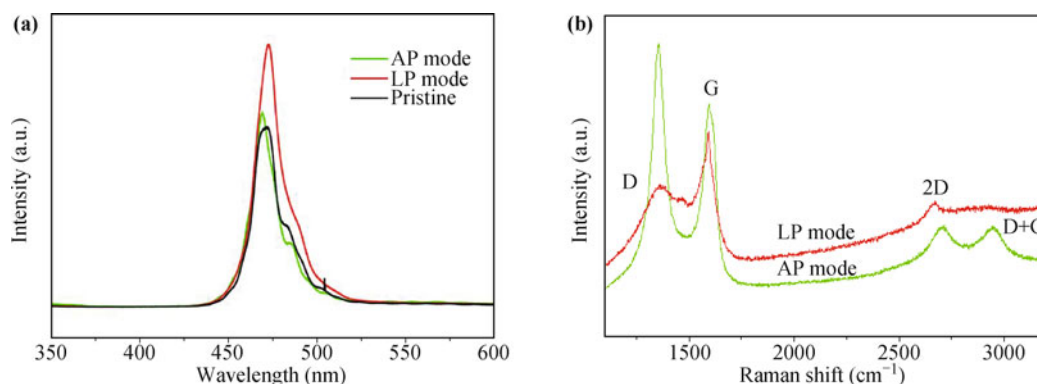 (a)
AP mode
LP mode
Pristine
Intensity (a.u.)
350 400 450 500 550 600
Wavelength (nm)
(b)
D
G
2D
D+G
LP mode
AP mode
Intensity (a.u.)
1500 2000 2500 3000
Raman shift (cm⁻¹)